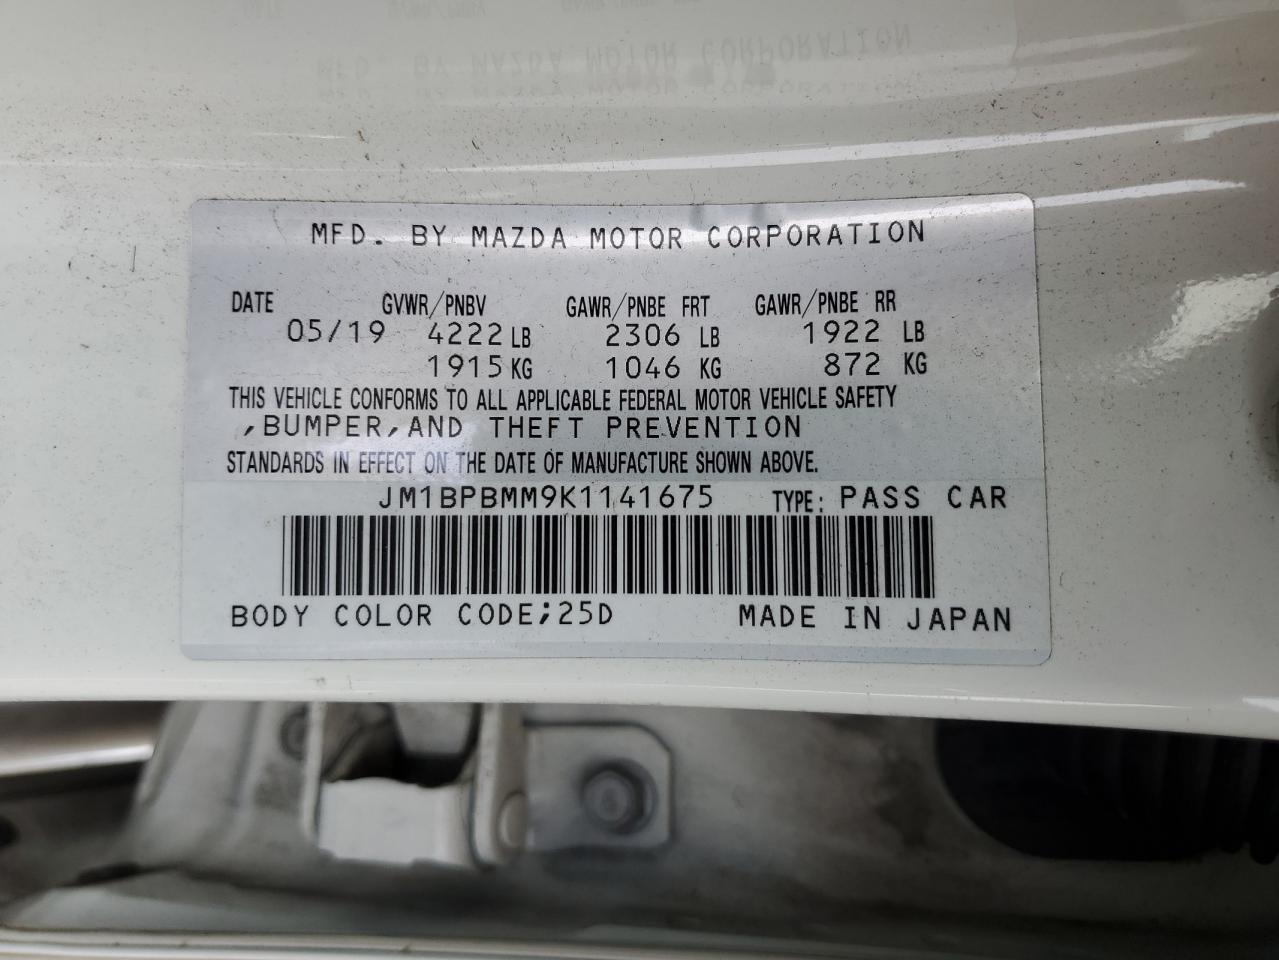 MFD. BY MAZDA MOTOR CORPORATION
DATE GVWR/PNBV GAWR/PNBE FRT GAWR/PNBE RR
05/19 4222 LB 2306 LB 1922 LB
1915 KG 1046 KG 872 KG
THIS VEHICLE CONFORMS TO ALL APPLICABLE FEDERAL MOTOR VEHICLE SAFETY
,BUMPER,AND THEFT PREVENTION
STANDARDS IN EFFECT ON THE DATE OF MANUFACTURE SHOWN ABOVE.
JM1BPBMM9K1141675 TYPE: PASS CAR
BODY COLOR CODE;25D MADE IN JAPAN